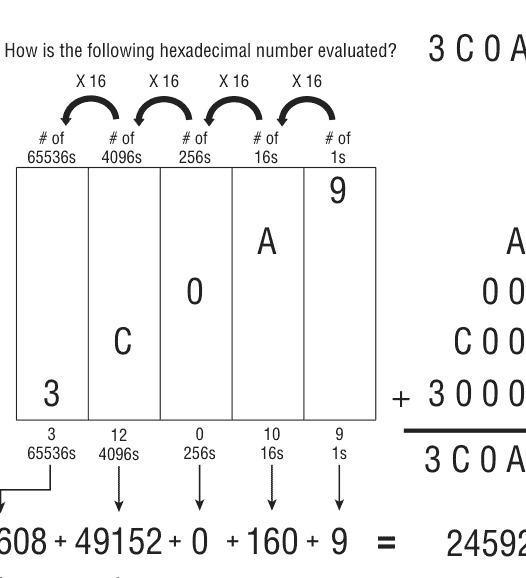 How is the following hexadecimal number evaluated? 3 C 0 A
X 16 X 16 X 16 X 16
# of # of # of # of # of
65536s 4096s 256s 16s 1s
9
A A
0 0 0
C C 0 0
3 + 3 0 0 0
3 12 0 10 9
65536s 4096s 256s 16s 1s
3 C 0 A
608 + 49152 + 0 + 160 + 9 = 24592